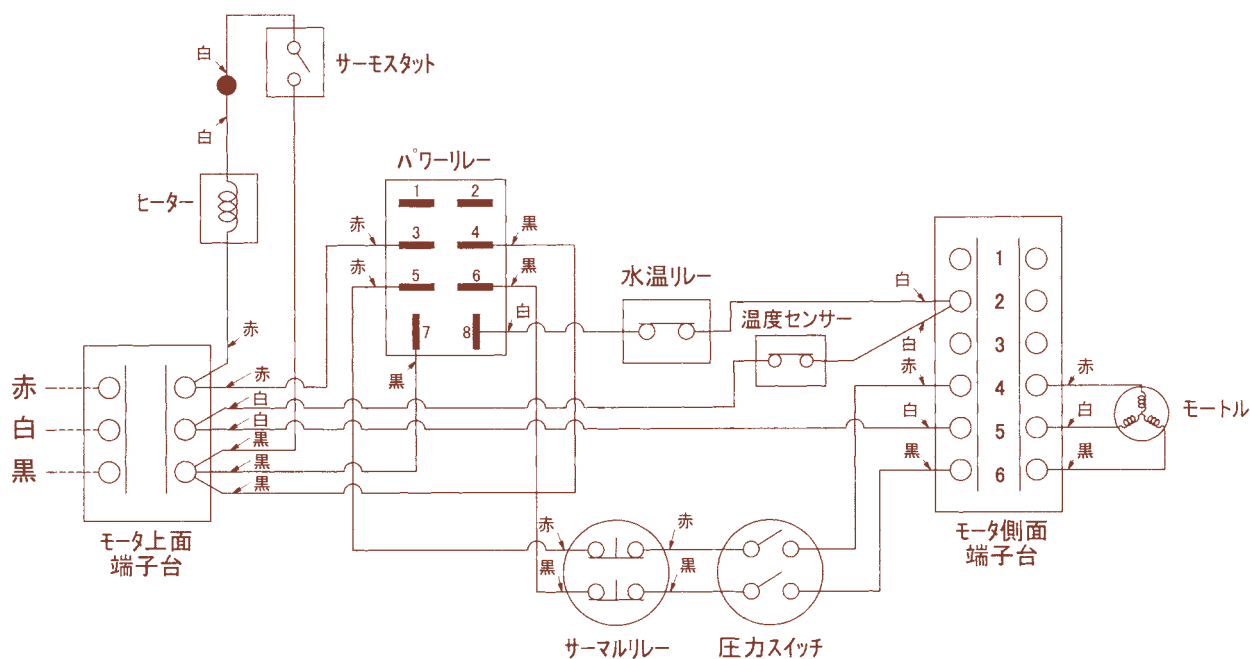 白
サーモスタット
白
パワーリレー
ヒーター
1 2
赤 3 4 黒
赤 5 6 黒
7 8 白
黒
水温リレー
温度センサー
白
白
1
2
3
4
5
6
赤
赤
赤
白
白
黒
黒
黒
赤
白
黒
モータ上面
端子台
赤
白
黒
赤
白
黒
モートル
モータ側面
端子台
赤
黒
赤
黒
サーマルリレー
圧力スイッチ